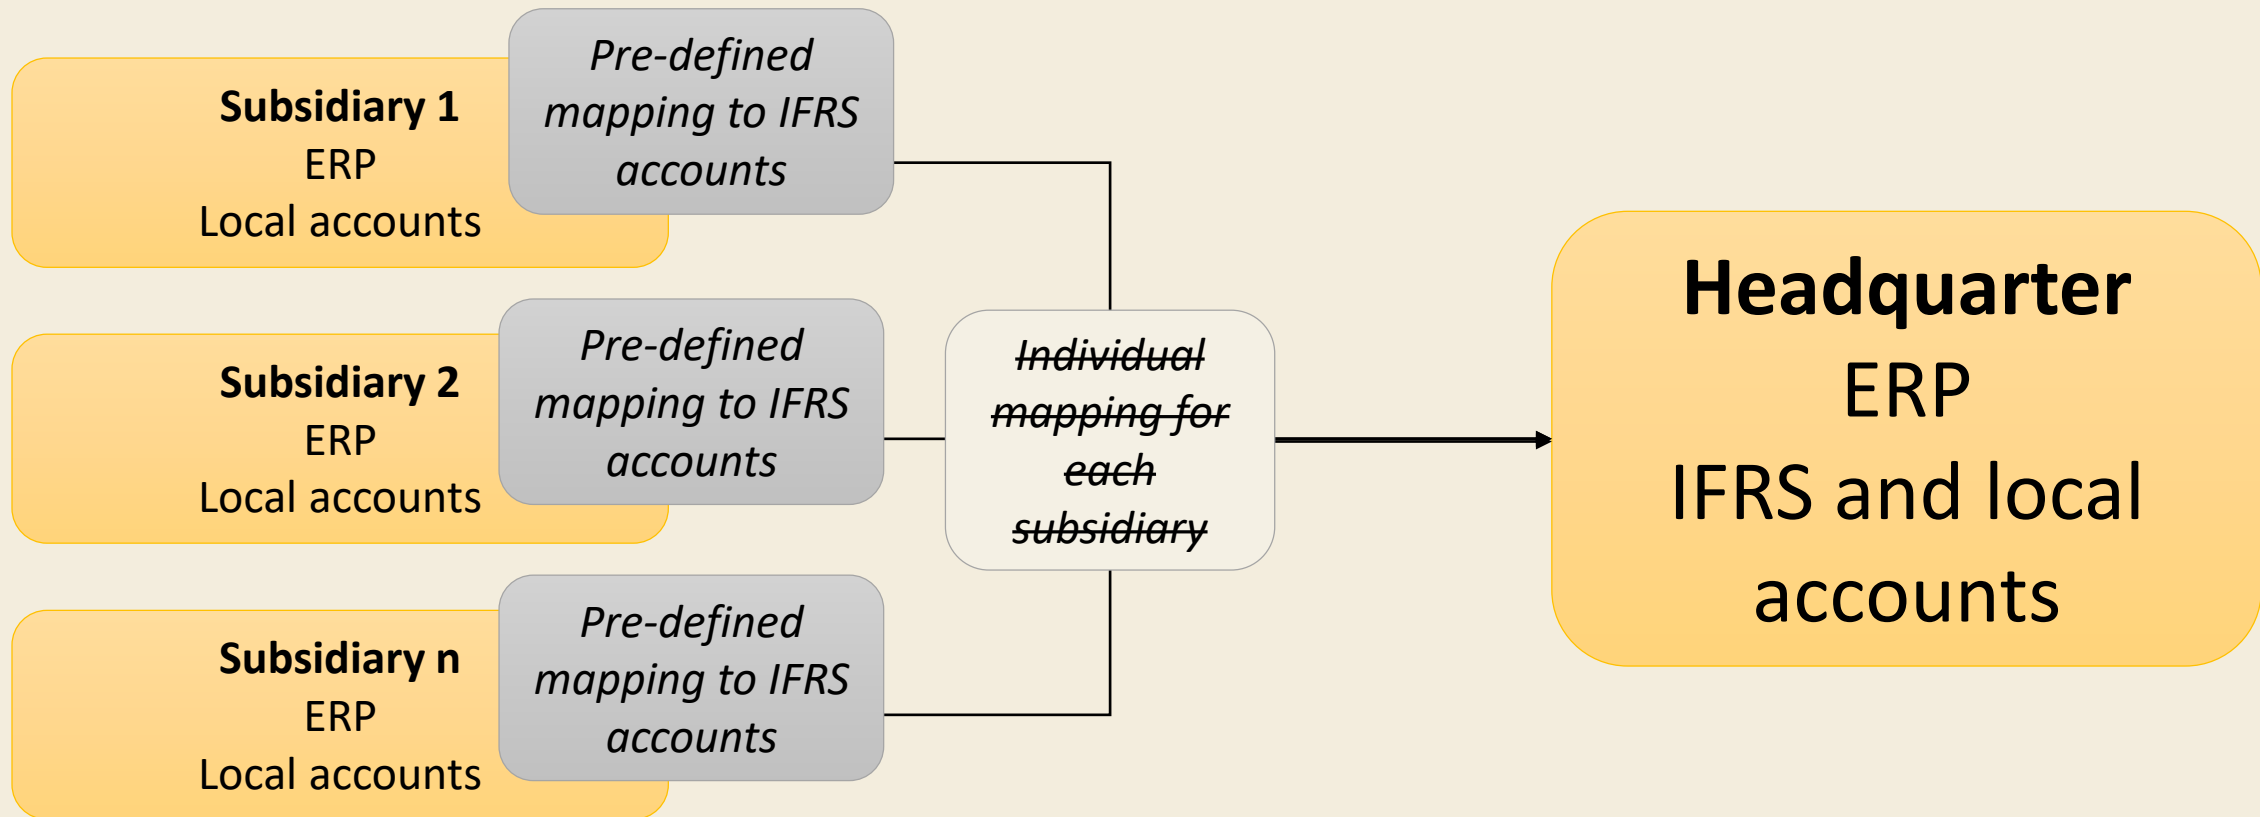 Subsidiary 1
ERP
Local accounts
Pre-defined
mapping to IFRS
accounts
Subsidiary 2
ERP
Local accounts
Pre-defined
mapping to IFRS
accounts
Subsidiary n
ERP
Local accounts
Pre-defined
mapping to IFRS
accounts
Individual
mapping for
each
subsidiary
Headquarter
ERP
IFRS and local
accounts